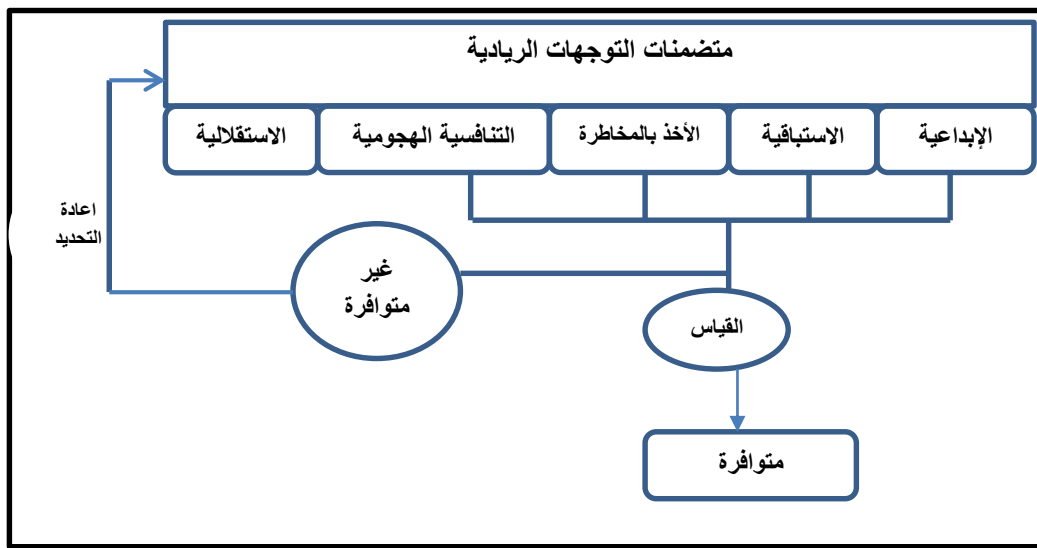 متضمنات التوجهات الريادية
الإبداعية
الاستباقية
الأخذ بالمخاطرة
التنافسية الهجومية
الاستقلالية
اعادة
التحديد
غير
متوافرة
القياس
متوافرة